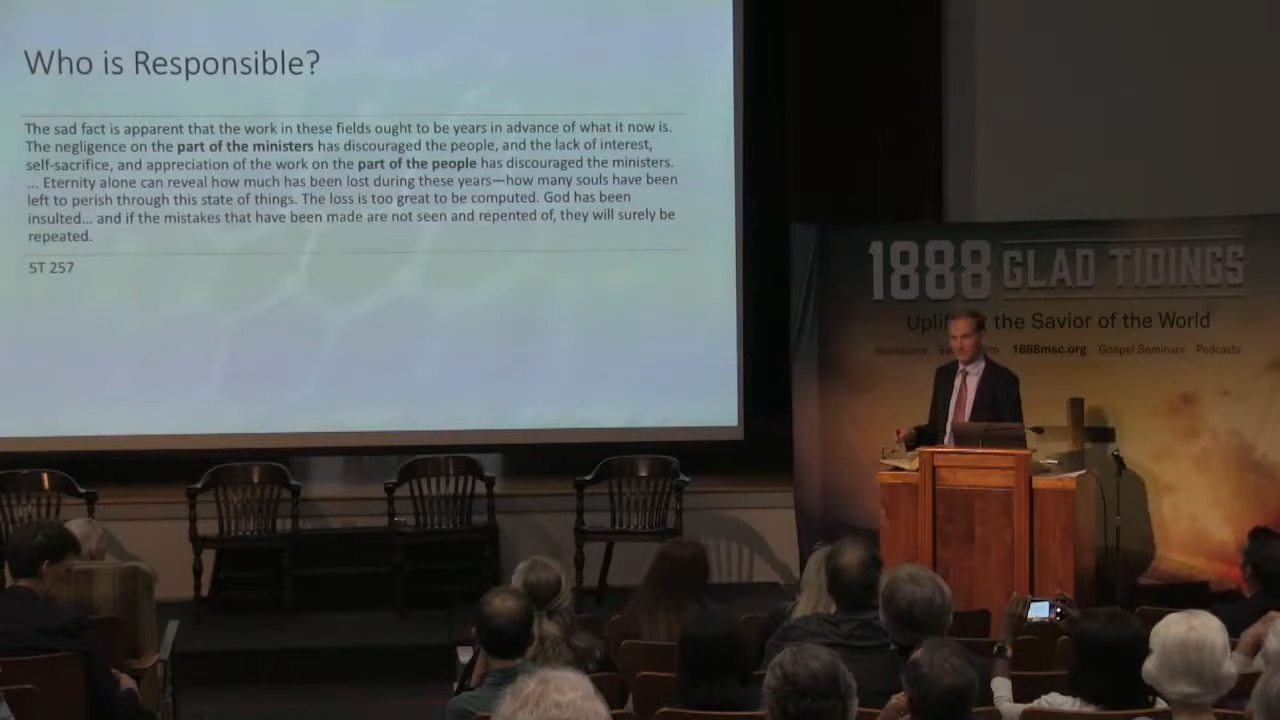 Who is Responsible?
The sad fact is apparent that the work in these fields ought to be years in advance of what it now is.
The negligence on the part of the ministers has discouraged the people, and the lack of interest,
self-sacrifice, and appreciation of the work on the part of the people has discouraged the ministers.
... Eternity alone can reveal how much has been lost during these years—how many souls have been
left to perish through this state of things. The loss is too great to be computed. God has been
insulted... and if the mistakes that have been made are not seen and repented of, they will surely be
repeated.
5T 257
1888 GLAD TIDINGS
the Savior of the World
1888msc.org Gospel Seminars Podcasts